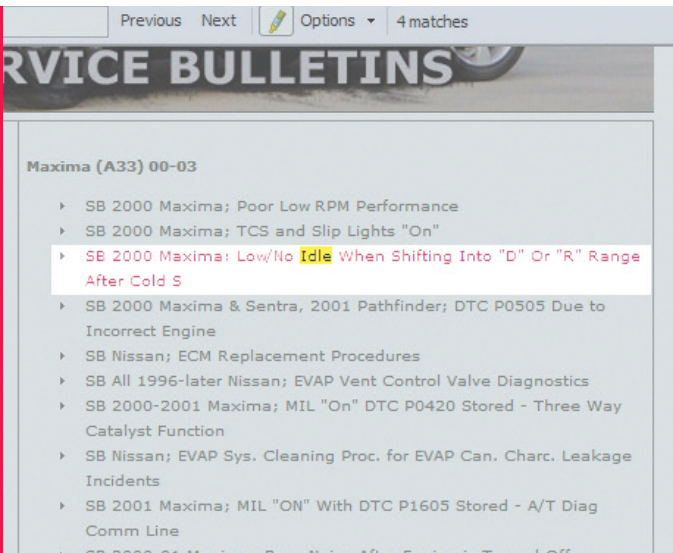 Previous Next Options 4 matches
RVICE BULLETINS
Maxima (A33) 00-03
SB 2000 Maxima; Poor Low RPM Performance
SB 2000 Maxima; TCS and Slip Lights "On"
SB 2000 Maxima: Low/No Idle When Shifting Into "D" Or "R" Range
After Cold S
SB 2000 Maxima & Sentra, 2001 Pathfinder; DTC P0505 Due to
Incorrect Engine
SB Nissan; ECM Replacement Procedures
SB All 1996-later Nissan; EVAP Vent Control Valve Diagnostics
SB 2000-2001 Maxima; MIL "On" DTC P0420 Stored - Three Way
Catalyst Function
SB Nissan; EVAP Sys. Cleaning Proc. for EVAP Can. Charc. Leakage
Incidents
SB 2001 Maxima; MIL "ON" With DTC P1605 Stored - A/T Diag
Comm Line